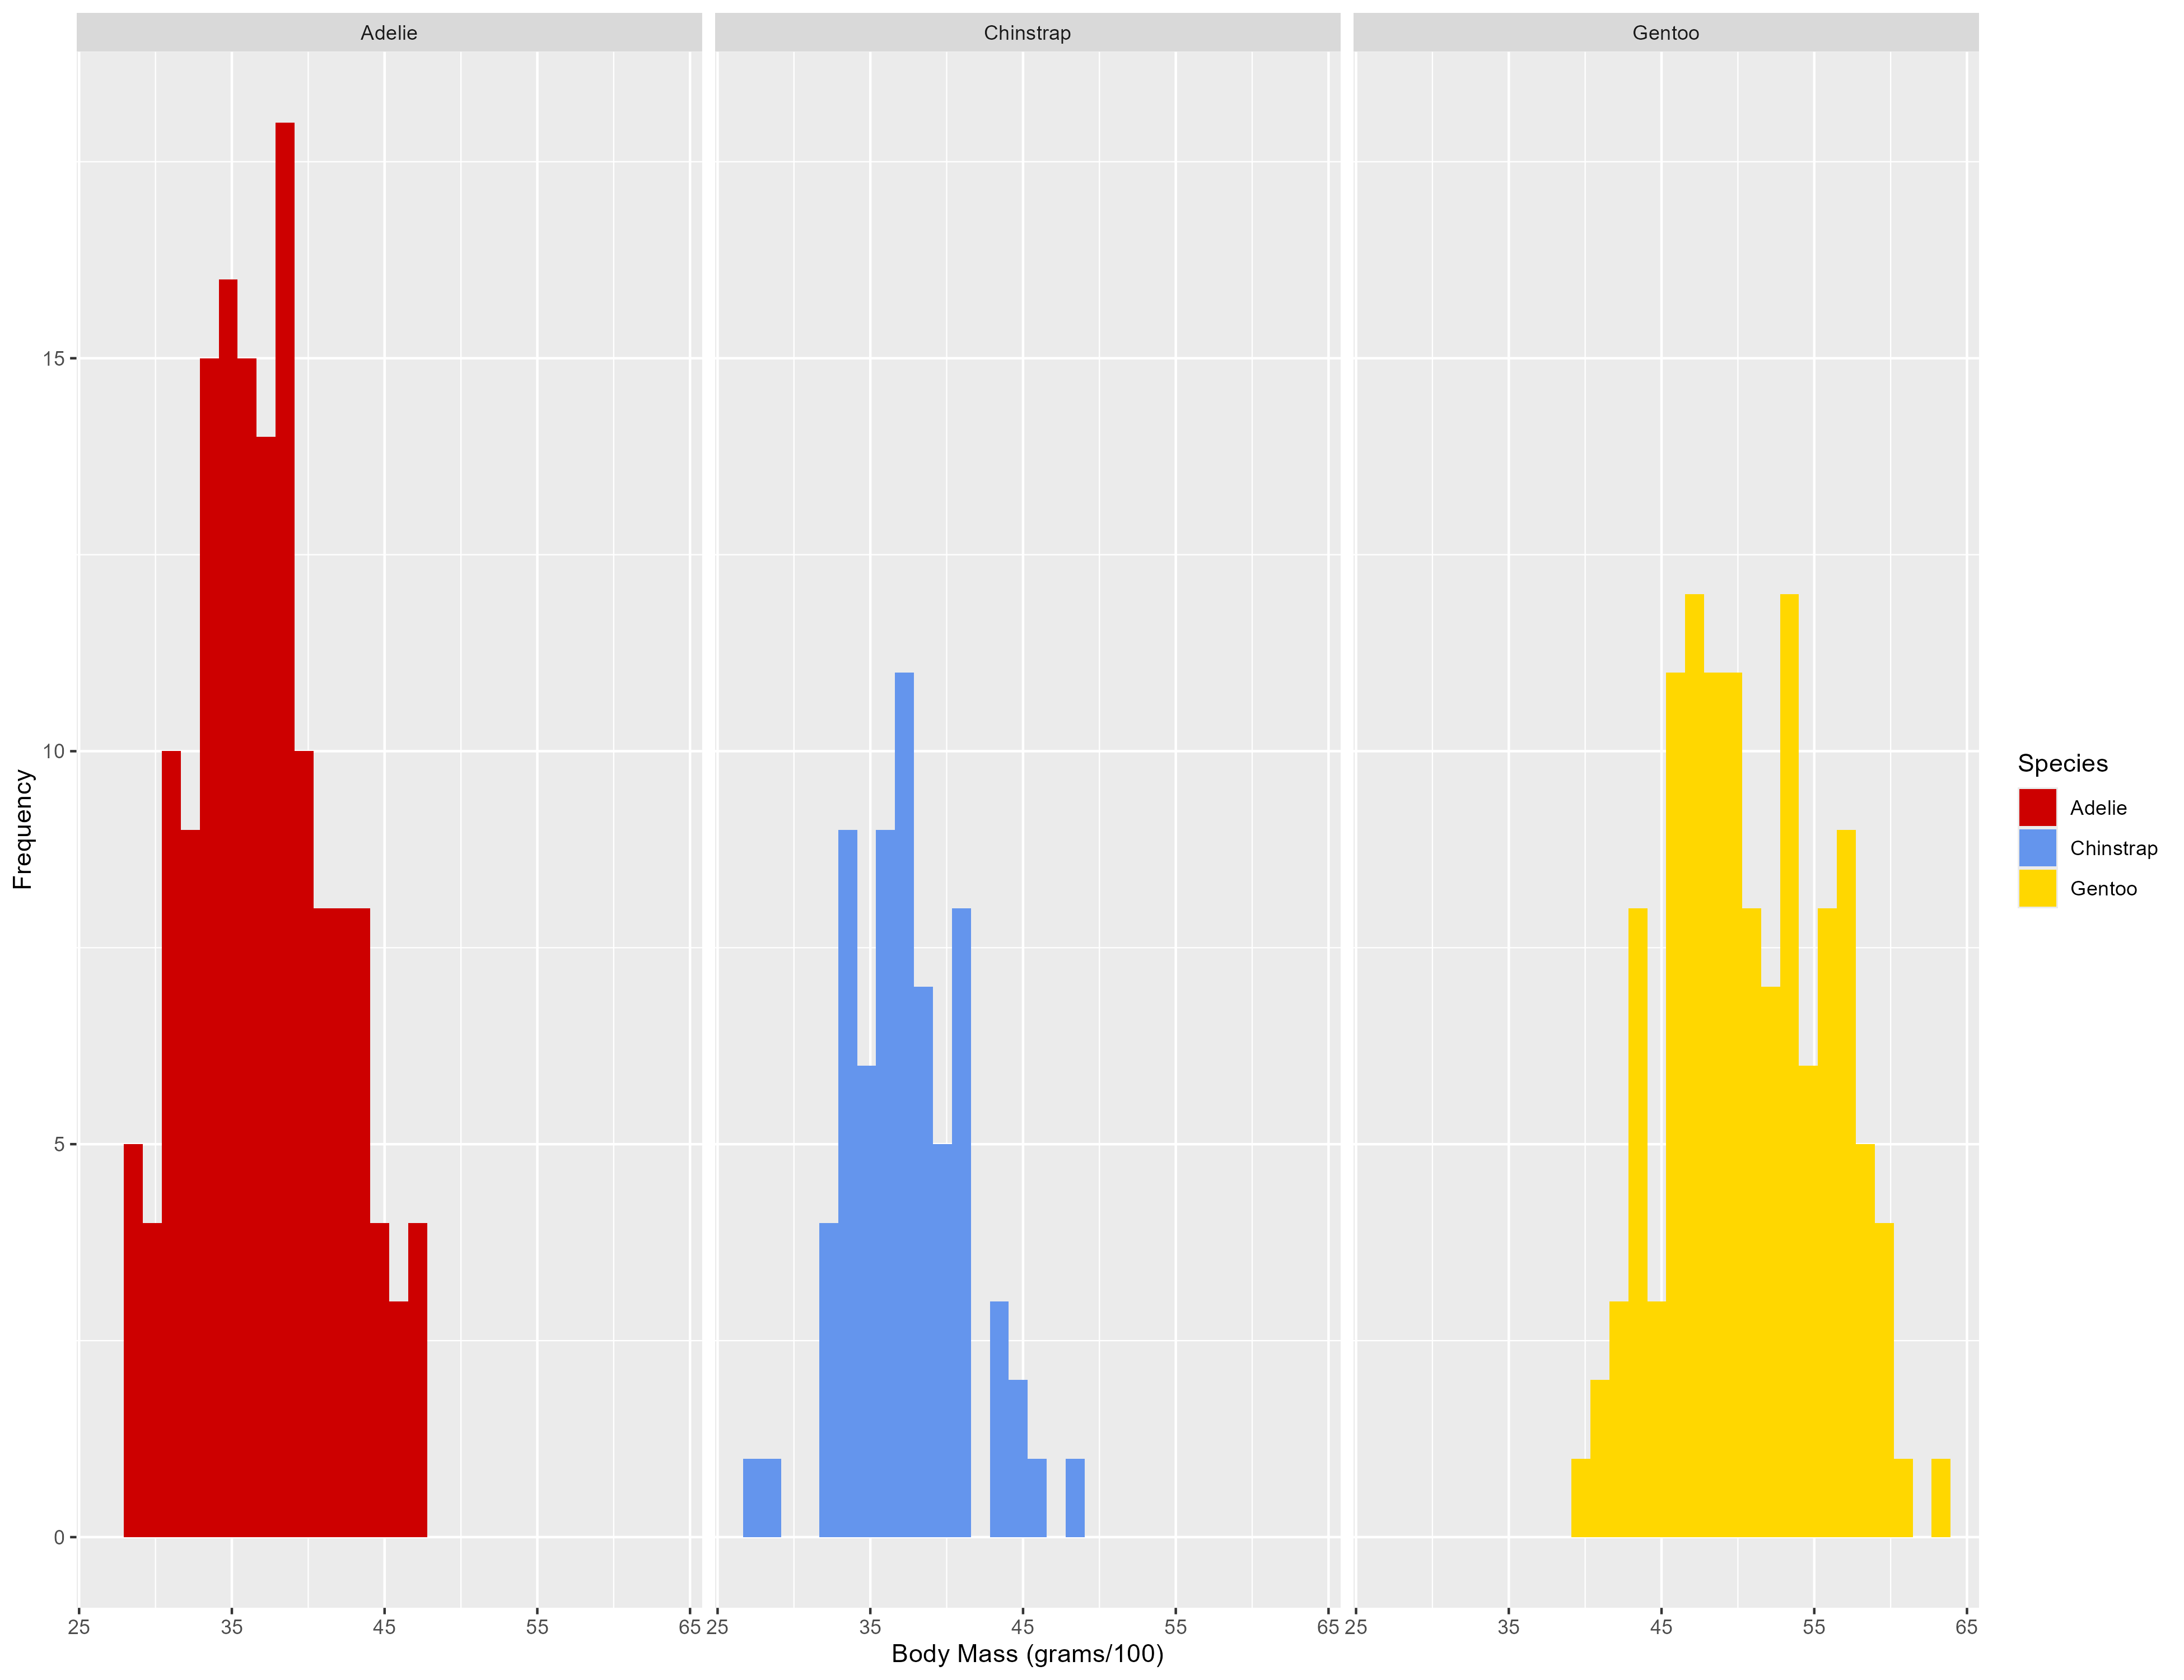 Adelie Chinstrap Gentoo
15
10
5
0
Frequency
25 35 45 55 65 25 35 45 55 65 25 35 45 55 65
Body Mass (grams/100)
Species
Adelie
Chinstrap
Gentoo